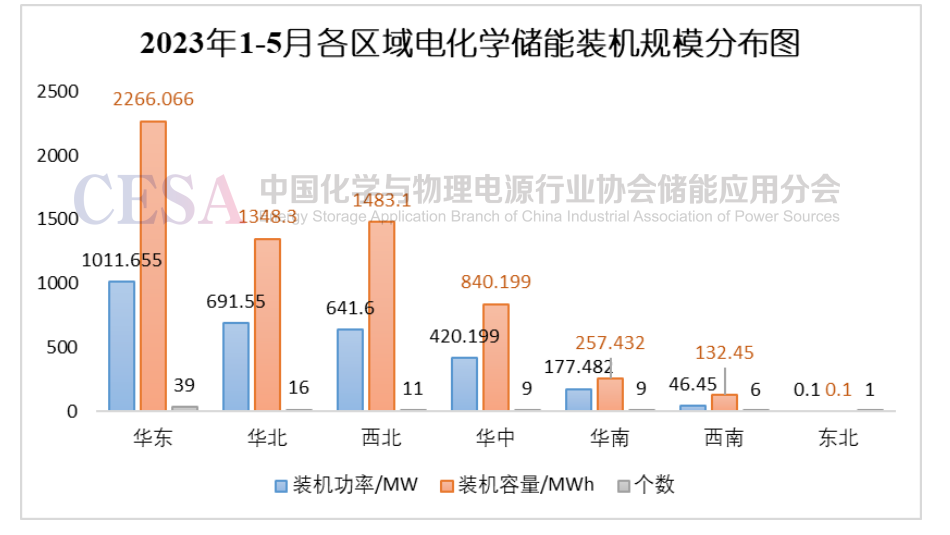 2023年1-5月各区域电化学储能装机规模分布图
2500
2000
1500
1000
500
0
2266.066
1011.655
39
1348.3
691.55
16
1483.1
641.6
11
840.199
420.199
9
257.432
177.482
9
132.45
46.45
6
0.1
0.1
1
CESA
中国化学与物理电源行业协会储能应用分会
Energy Storage Application Branch of China Industrial Association of Power Sources
华东
华北
西北
华中
华南
西南
东北
装机功率/MW
装机容量/MWh
个数